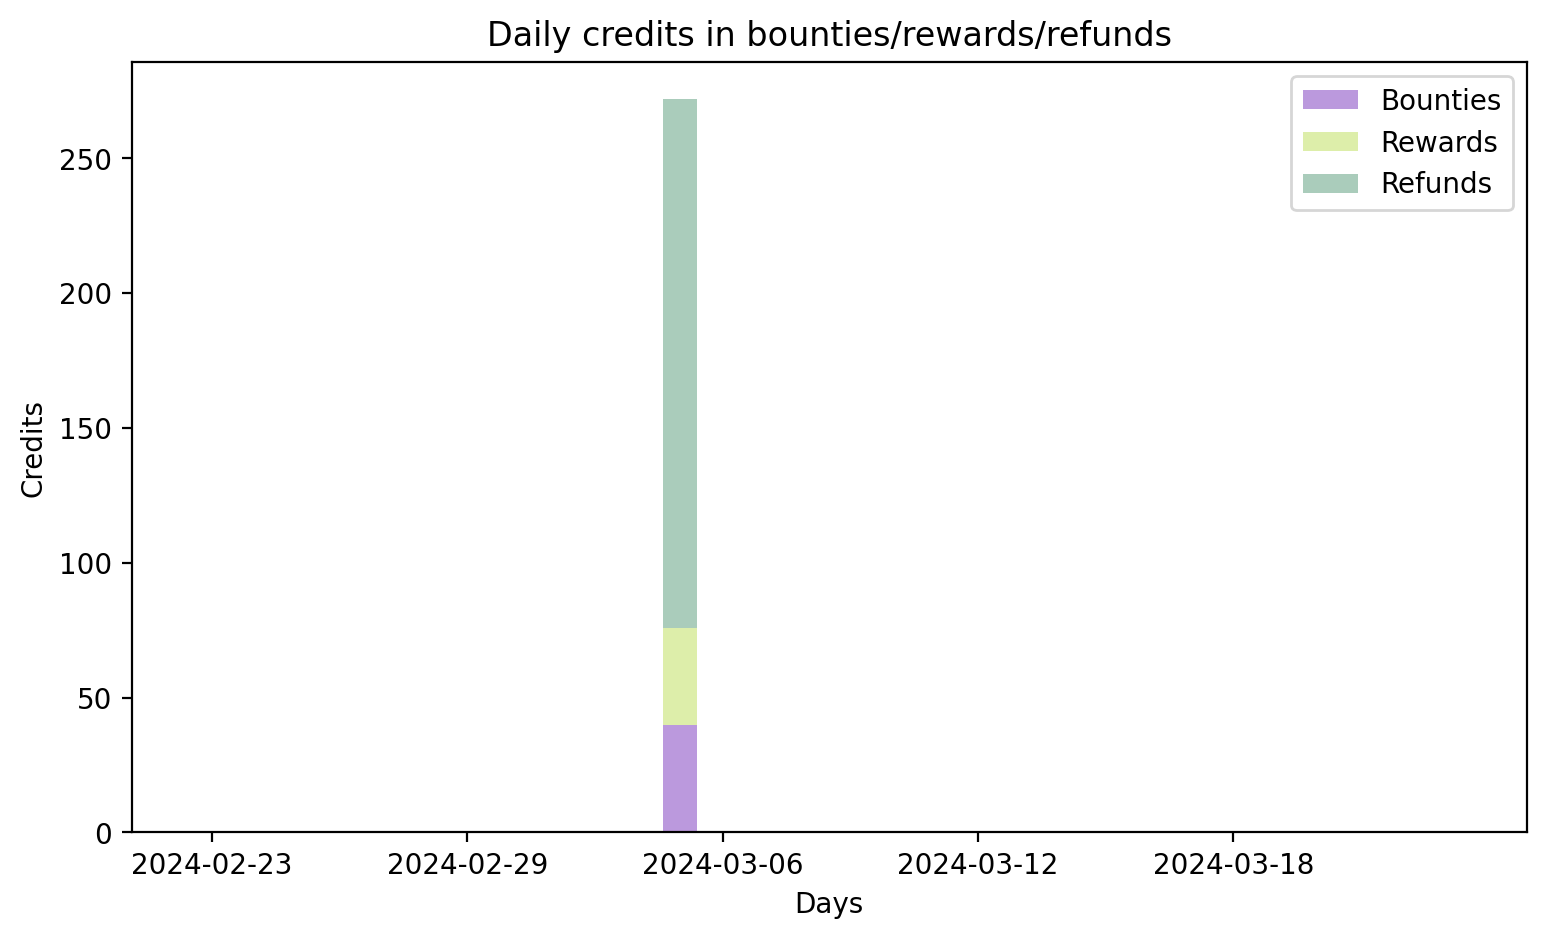 Daily credits in bounties/rewards/refunds
Bounties
Rewards
Refunds
250
200
150
100
50
0
Credits
2024-02-23 2024-02-29 2024-03-06 2024-03-12 2024-03-18
Days